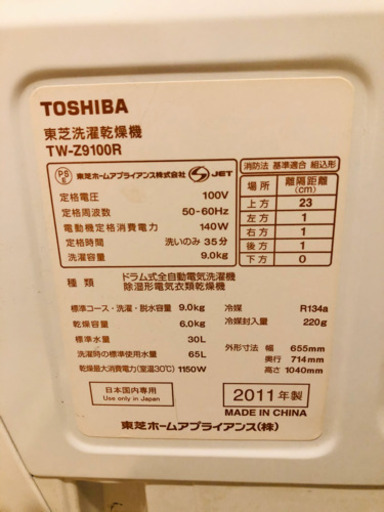 TOSHIBA
東芝洗濯乾燥機
TW-Z9100R
PS E 東芝ホームアプライアンス株式会社 S JET
定格電圧 100V
定格周波数 50-60Hz
電動機定格消費電力 140W
定格時間 洗いのみ 35分
洗濯容量 9.0kg
消防法 基準適合 組込形
場所 離隔距離(cm)
上方 23
左方 1
右方 1
後方 1
下方 0
種類 ドラム式全自動電気洗濯機
除湿形電気衣類乾燥機
標準コース・洗濯・脱水容量 9.0kg
乾燥容量 6.0kg
標準水量 30L
洗濯時の標準使用水量 65L
乾燥最大消費電力(室温30℃) 1150W
冷媒 R134a
冷媒封入量 220g
外形寸法 幅 655mm
奥行 714mm
高さ 1040mm
日本国内専用
Use only in Japan
2011年製
MADE IN CHINA
東芝ホームアプライアンス(株)